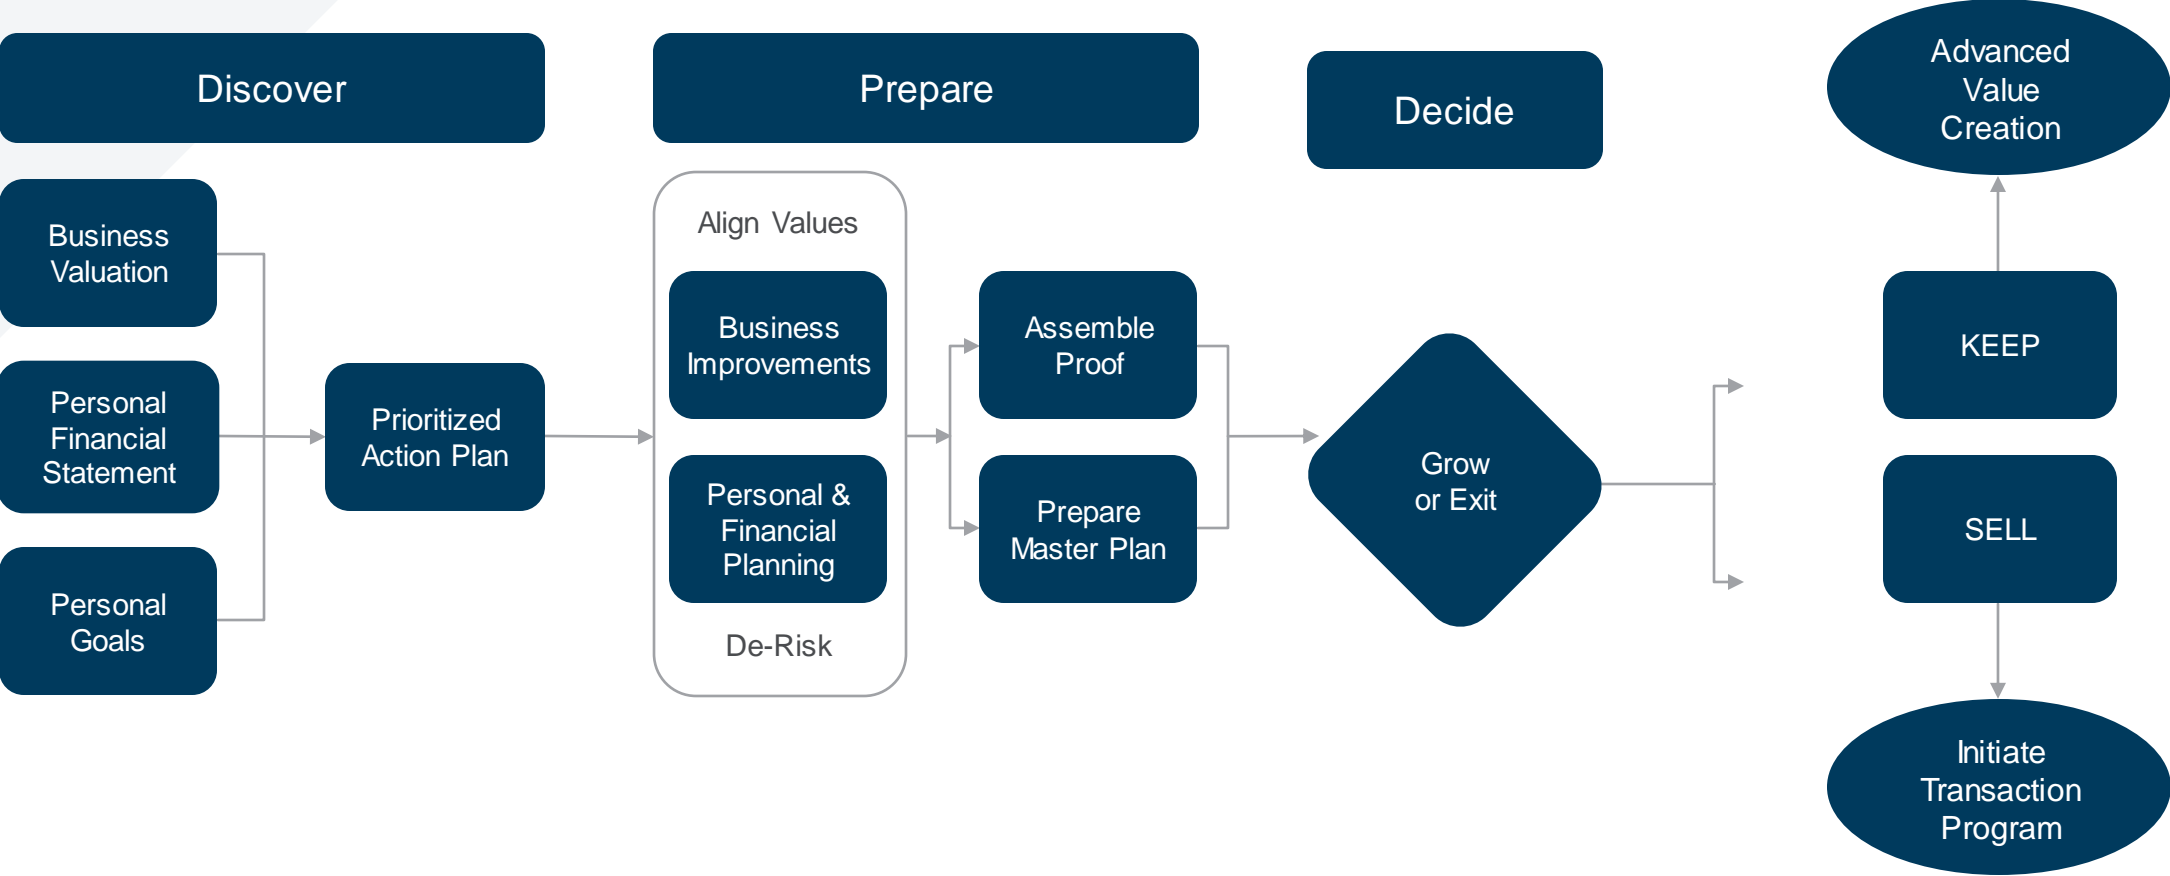 Discover
Business
Valuation
Personal
Financial
Statement
Personal
Goals
Prioritized
Action Plan
Prepare
Align Values
Business
Improvements
Personal &
Financial
Planning
De-Risk
Assemble
Proof
Prepare
Master Plan
Decide
Grow
or Exit
Advanced
Value
Creation
KEEP
SELL
Initiate
Transaction
Program